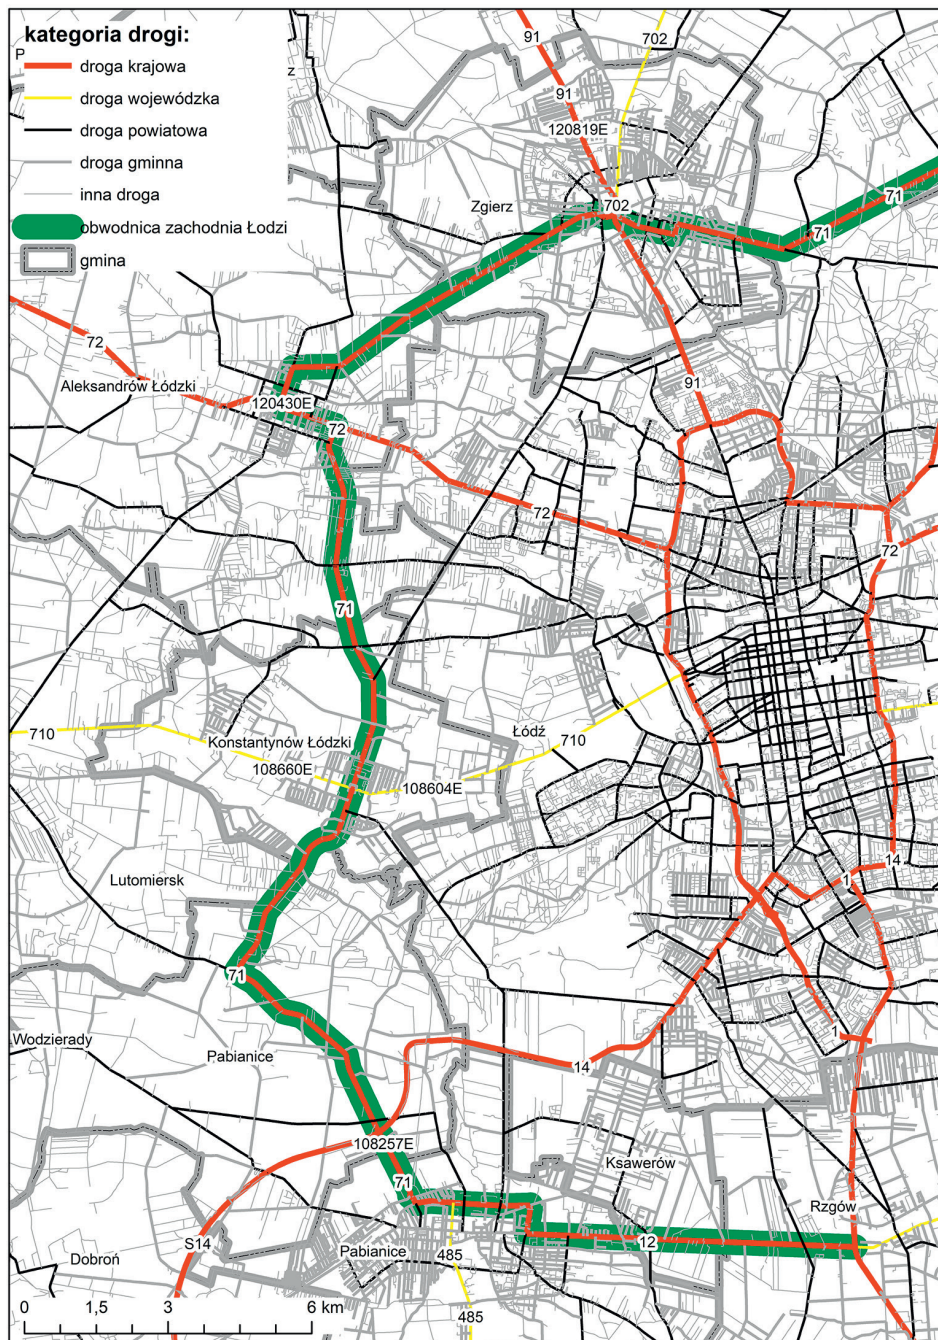 kategoria drogi:
droga krajowa
droga wojewódzka
droga powiatowa
droga gminna
inna droga
obwodnica zachodnia Łodzi
gmina
P
z
91
702
91
120819E
Zgierz
702
71
71
72
91
Aleksandrów Łódzki
120430E
72
72
72
71
710
Łódź
710
Konstantynów Łódzki
108660E
108604E
Lutomiersk
14
1
71
Wodzierady
Pabianice
1
14
108257E
Ksawerów
71
Rzgów
S14
12
Dobroń
Pabianice
485
485
0 1,5 3 6 km